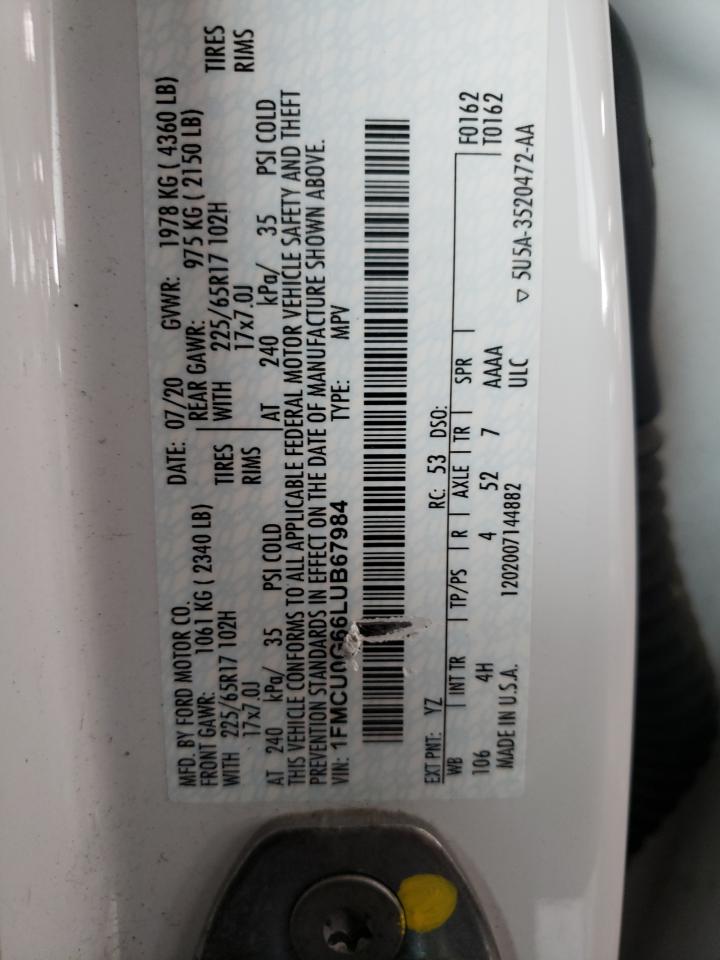 MFD. BY FORD MOTOR CO. DATE: 07/20 GVWR: 1978 KG ( 4360 LB)
FRONT GAWR: 1061 KG ( 2340 LB) REAR GAWR: 975 KG ( 2150 LB)
WITH 225/65R17 102H TIRES WITH 225/65R17 102H TIRES
17x7.0J RIMS 17x7.0J RIMS
AT 240 kPa/ 35 PSI COLD AT 240 kPa/ 35 PSI COLD
THIS VEHICLE CONFORMS TO ALL APPLICABLE FEDERAL MOTOR VEHICLE SAFETY AND THEFT
PREVENTION STANDARDS IN EFFECT ON THE DATE OF MANUFACTURE SHOWN ABOVE.
VIN: 1FMCU0G66LUB67984 TYPE: MPV
EXT PNT: YZ RC: 53 DSO:
WB INT TR TP/PS R AXLE TR SPR F0162
106 4H 4 52 7 AAAA T0162
MADE IN U.S.A. 1202007144882 ULC
▽ 5U5A-3520472-AA